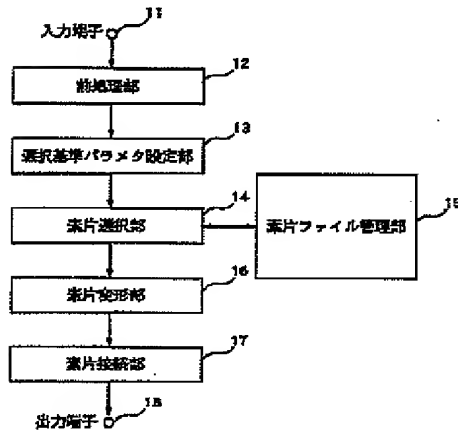 入力端子
11
12
前処理部
13
選択基準パラメタ設定部
14
素片選択部
15
素片ファイル管理部
16
素片変形部
17
素片接続部
出力端子
18